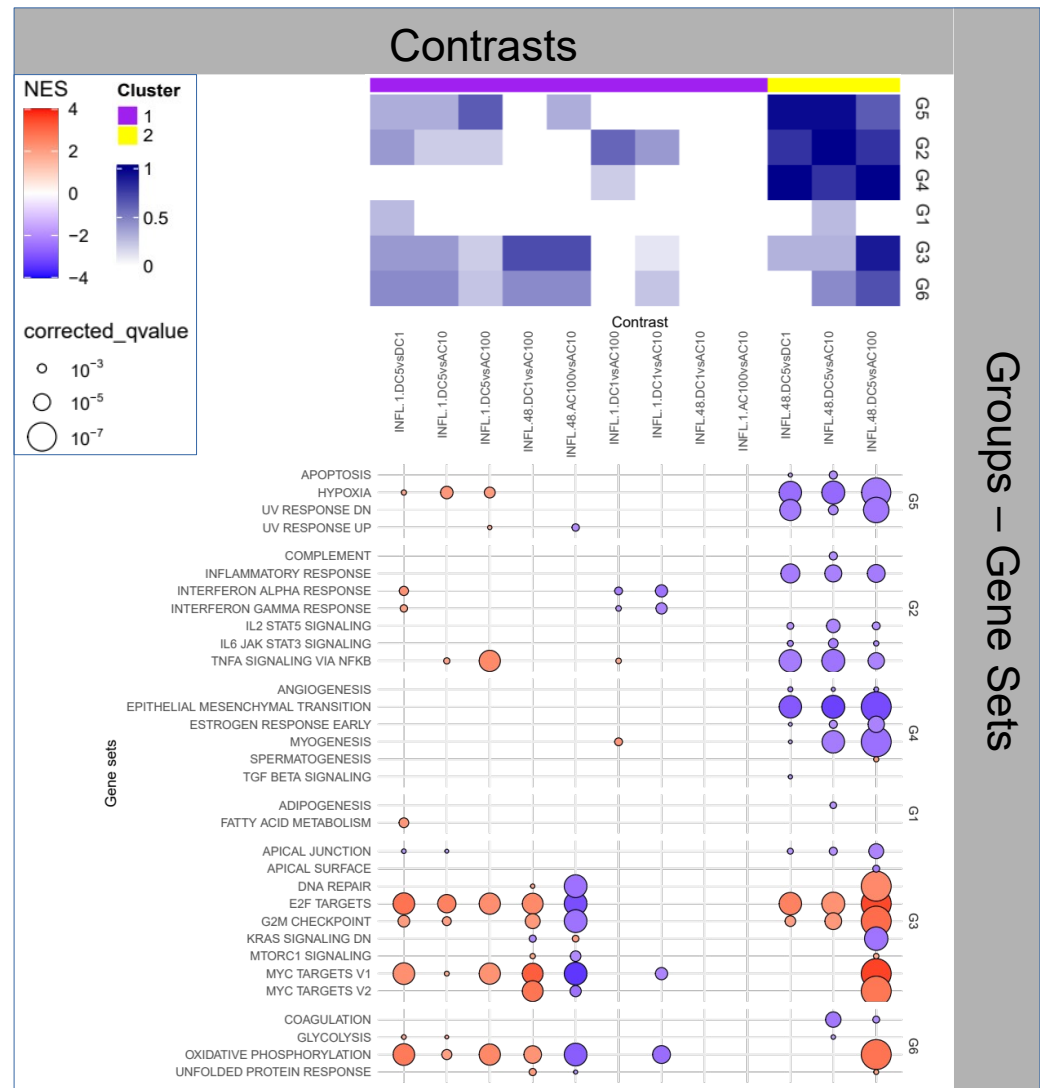 Contrasts
NES
4
2
0
−2
−4
Cluster
1
2
1
0.5
0
corrected_qvalue
10-3
10-5
10-7
G5
G2
G4
G1
G3
G6
Contrast
INFL.1.DC5vsDC1
INFL.1.DC5vsAC10
INFL.1.DC5vsAC100
INFL.48.DC1vsAC100
INFL.48.AC100vsAC10
INFL.1.DC1vsAC100
INFL.1.DC1vsAC10
INFL.48.DC1vsAC10
INFL.1.AC100vsAC10
INFL.48.DC5vsDC1
INFL.48.DC5vsAC10
INFL.48.DC5vsAC100
Groups – Gene Sets
Gene sets
APOPTOSIS
HYPOXIA
UV RESPONSE DN
UV RESPONSE UP
G5
COMPLEMENT
INFLAMMATORY RESPONSE
INTERFERON ALPHA RESPONSE
INTERFERON GAMMA RESPONSE
IL2 STAT5 SIGNALING
IL6 JAK STAT3 SIGNALING
TNFA SIGNALING VIA NFKB
G2
ANGIOGENESIS
EPITHELIAL MESENCHYMAL TRANSITION
ESTROGEN RESPONSE EARLY
MYOGENESIS
SPERMATOGENESIS
TGF BETA SIGNALING
G4
ADIPOGENESIS
FATTY ACID METABOLISM
G1
APICAL JUNCTION
APICAL SURFACE
DNA REPAIR
E2F TARGETS
G2M CHECKPOINT
KRAS SIGNALING DN
MTORC1 SIGNALING
MYC TARGETS V1
MYC TARGETS V2
G3
COAGULATION
GLYCOLYSIS
OXIDATIVE PHOSPHORYLATION
UNFOLDED PROTEIN RESPONSE
G6